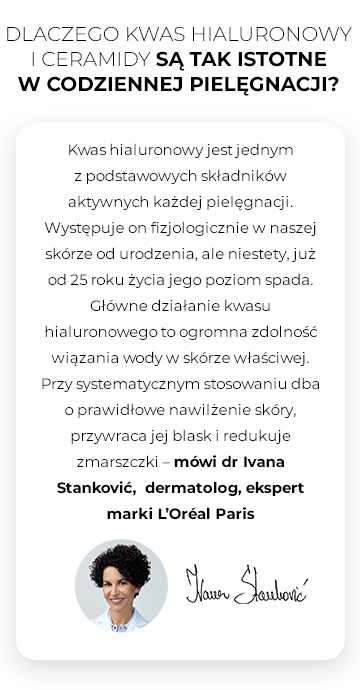 DLACZEGO KWAS HIALURONOWY
I CERAMIDY SĄ TAK ISTOTNE
W CODZIENNEJ PIELĘGNACJI?
Kwas hialuronowy jest jednym
z podstawowych składników
aktywnych każdej pielęgnacji.
Występuje on fizjologicznie w naszej
skórze od urodzenia, ale niestety, już
od 25 roku życia jego poziom spada.
Główne działanie kwasu
hialuronowego to ogromna zdolność
wiązania wody w skórze właściwej.
Przy systematycznym stosowaniu dba
o prawidłowe nawilżenie skóry,
przywraca jej blask i redukuje
zmarszczki – mówi dr Ivana
Stanković,  dermatolog, ekspert
marki L’Oréal Paris
Ivana Stanković